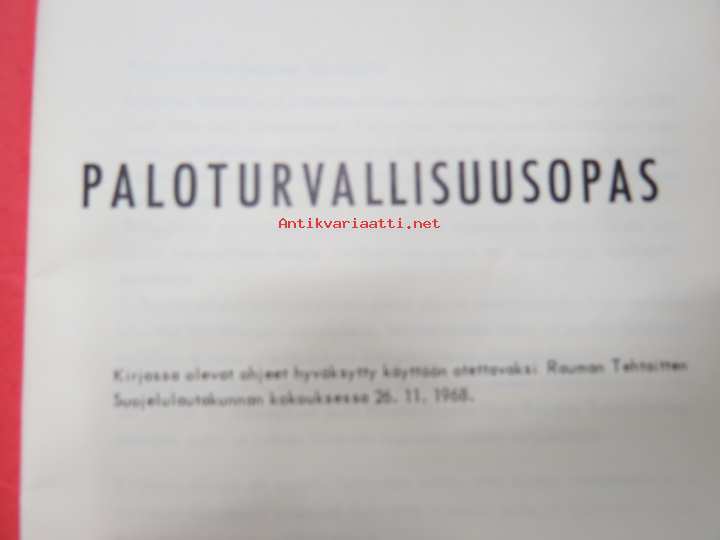 PALOTURVALLISUUSOPAS
Antikvariaatti.net
Kirjassa olevat ohjeet hyväksytty käyttöön otettavaksi Rauman Tehtaitten
Suojelulautakunnan kokouksessa 26. 11. 1968.